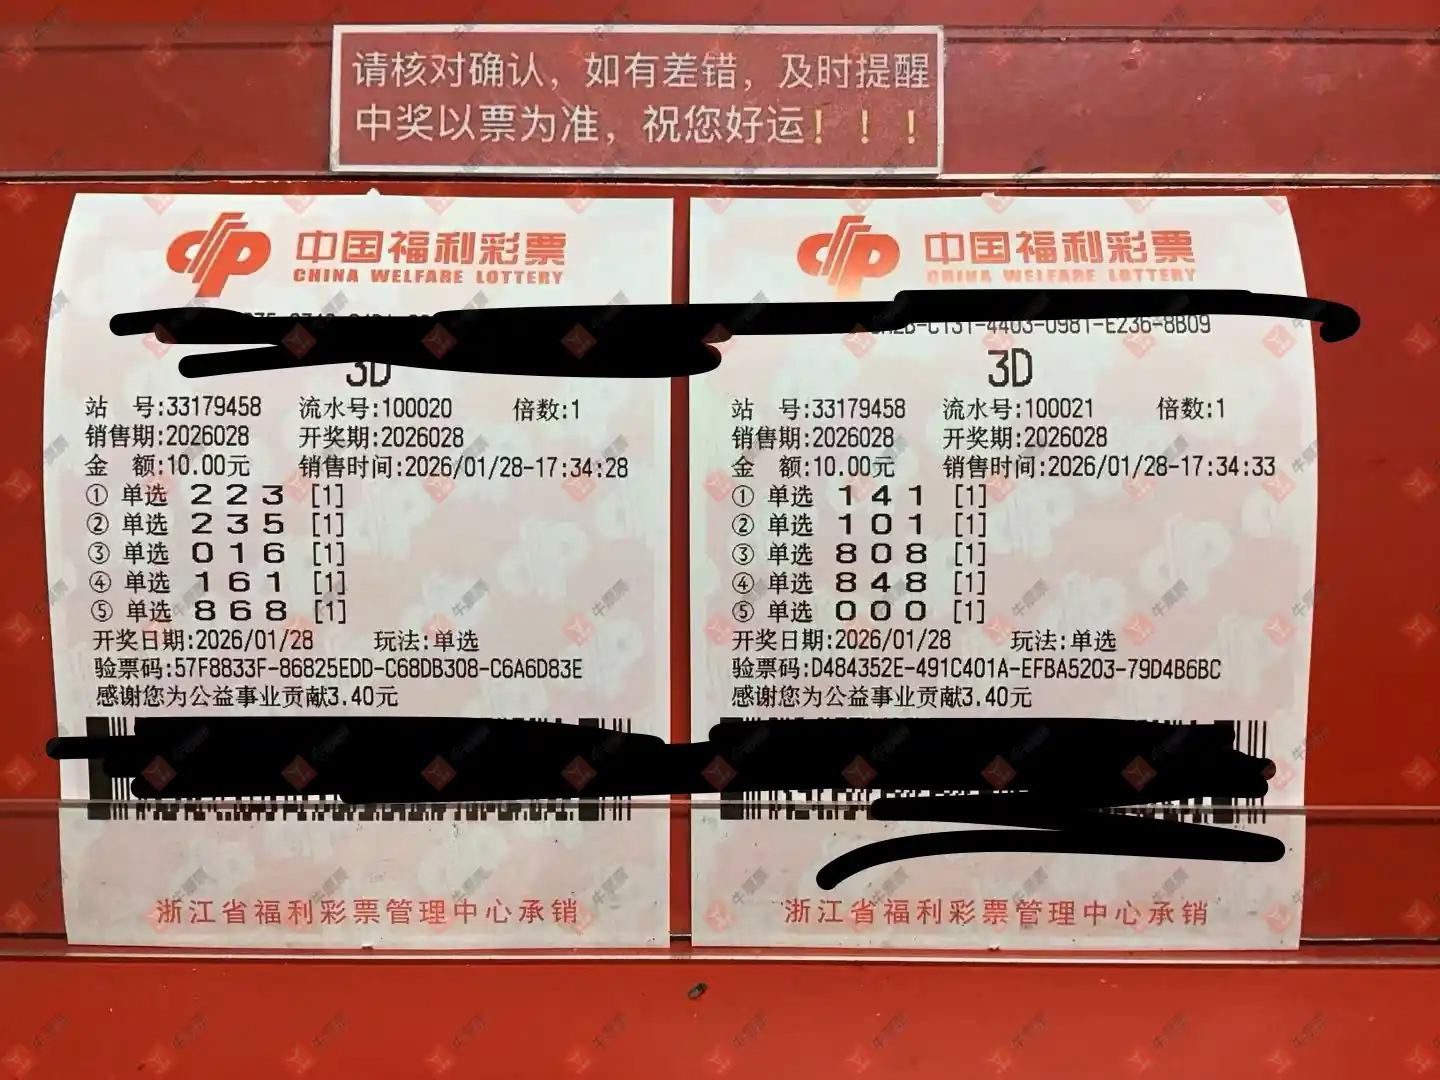 请核对确认，如有差错，及时提醒
中奖以票为准，祝您好运！！！
中国福利彩票
CHINA WELFARE LOTTERY
3D
站 号:33179458 流水号:100020 倍数:1
销售期:2026028 开奖期:2026028
金 额:10.00元 销售时间:2026/01/28-17:34:28
① 单选 2 2 3 [1]
② 单选 2 3 5 [1]
③ 单选 0 1 6 [1]
④ 单选 1 6 1 [1]
⑤ 单选 8 6 8 [1]
开奖日期:2026/01/28 玩法:单选
验票码:57F8833F-86825EDD-C68DB308-C6A6D83E
感谢您为公益事业贡献3.40元
浙江省福利彩票管理中心承销
中国福利彩票
CHINA WELFARE LOTTERY
-C131-4403-0981-E236-8B09
3D
站 号:33179458 流水号:100021 倍数:1
销售期:2026028 开奖期:2026028
金 额:10.00元 销售时间:2026/01/28-17:34:33
① 单选 1 4 1 [1]
② 单选 1 0 1 [1]
③ 单选 8 0 8 [1]
④ 单选 8 4 8 [1]
⑤ 单选 0 0 0 [1]
开奖日期:2026/01/28 玩法:单选
验票码:D484352E-491C401A-EFBA5203-79D4B6BC
感谢您为公益事业贡献3.40元
浙江省福利彩票管理中心承销